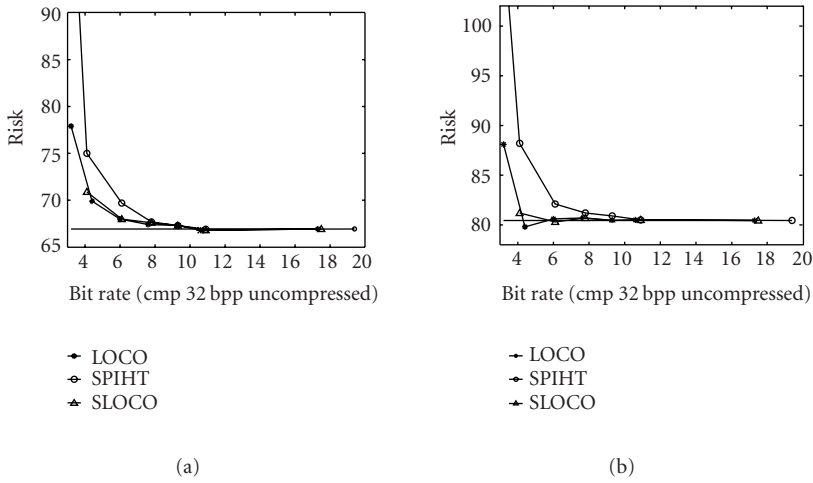 90
85
80
75
70
65
Risk
4 6 8 10 12 14 16 18 20
Bit rate (cmp 32 bpp uncompressed)
LOCO
SPIHT
SLOCO
(a)
100
95
90
85
80
Risk
4 6 8 10 12 14 16 18 20
Bit rate (cmp 32 bpp uncompressed)
LOCO
SPIHT
SLOCO
(b)